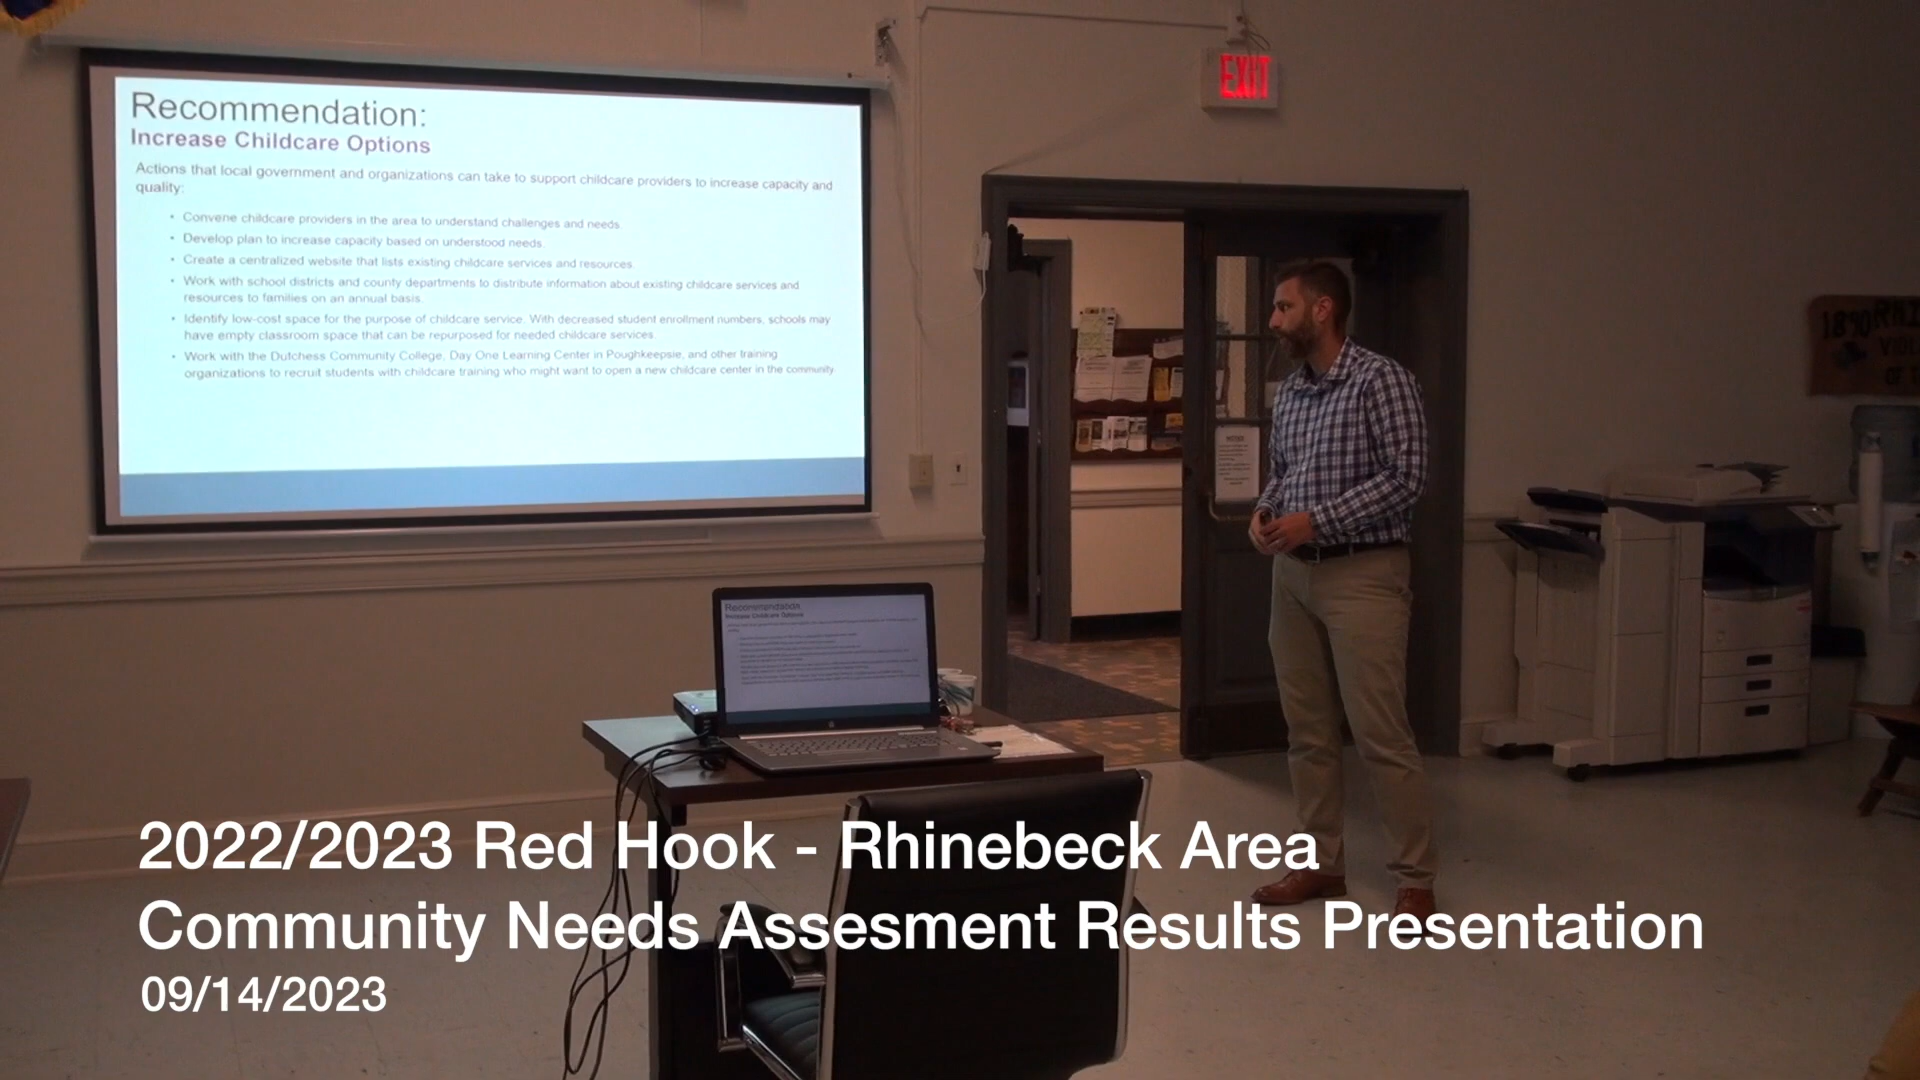 Recommendation:
Increase Childcare Options
Actions that local government and organizations can take to support childcare providers to increase capacity and
quality:
• Convene childcare providers in the area to understand challenges and needs.
• Develop plan to increase capacity based on understood needs.
• Create a centralized website that lists existing childcare services and resources.
• Work with school districts and county departments to distribute information about existing childcare services and
resources to families on an annual basis.
• Identify low-cost space for the purpose of childcare service. With decreased student enrollment numbers, schools may
have empty classroom space that can be repurposed for needed childcare services.
• Work with the Dutchess Community College, Day One Learning Center in Poughkeepsie, and other training
organizations to recruit students with childcare training who might want to open a new childcare center in the community.
EXIT
NOTICE
Recommendation:
Increase Childcare Options
2022/2023 Red Hook - Rhinebeck Area
Community Needs Assesment Results Presentation
09/14/2023